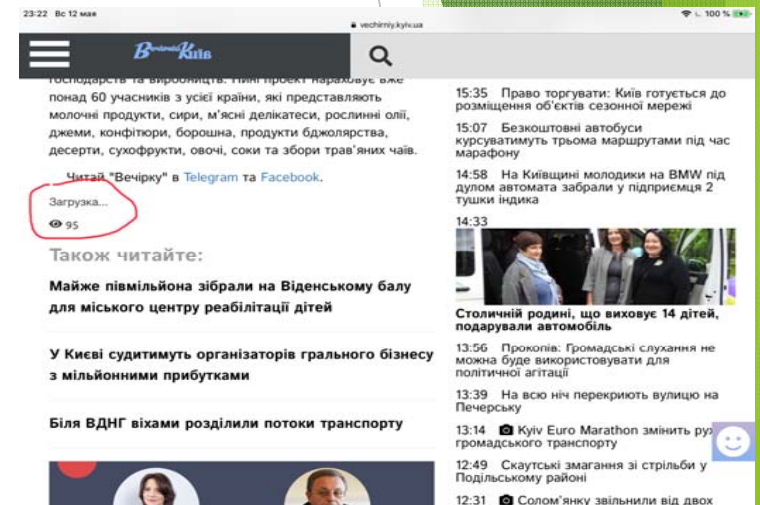 23:22 Вс 12 мая
vechirniy.kyiv.ua
100 %
Вечірній Київ
господарств та виробництв. Нині проект нараховує вже
понад 60 учасників з усієї країни, які представляють
молочні продукти, сири, м'ясні делікатеси, рослинні олії,
джеми, конфітюри, борошна, продукти бджолярства,
десерти, сухофрукти, овочі, соки та збори трав'яних чаїв.
Читай "Вечірку" в Telegram та Facebook.
Загрузка...
95
Також читайте:
Майже півмільйона зібрали на Віденському балу
для міського центру реабілітації дітей
У Києві судитимуть організаторів грального бізнесу
з мільйонними прибутками
Біля ВДНГ віхами розділили потоки транспорту
15:35 Право торгувати: Київ готується до
розміщення об'єктів сезонної мережі
15:07 Безкоштовні автобуси
курсуватимуть трьома маршрутами під час
марафону
14:58 На Київщині молодики на BMW під
дулом автомата забрали у підприємця 2
тушки індика
14:33
Столичній родині, що виховує 14 дітей,
подарували автомобіль
13:56 Прокопів: Громадські слухання не
можна буде використовувати для
політичної агітації
13:39 На всю ніч перекриють вулицю на
Печерську
13:14 Kyiv Euro Marathon змінить рух
громадського транспорту
12:49 Скаутські змагання зі стрільби у
Подільському районі
12:31 Солом'янку звільнили від двох